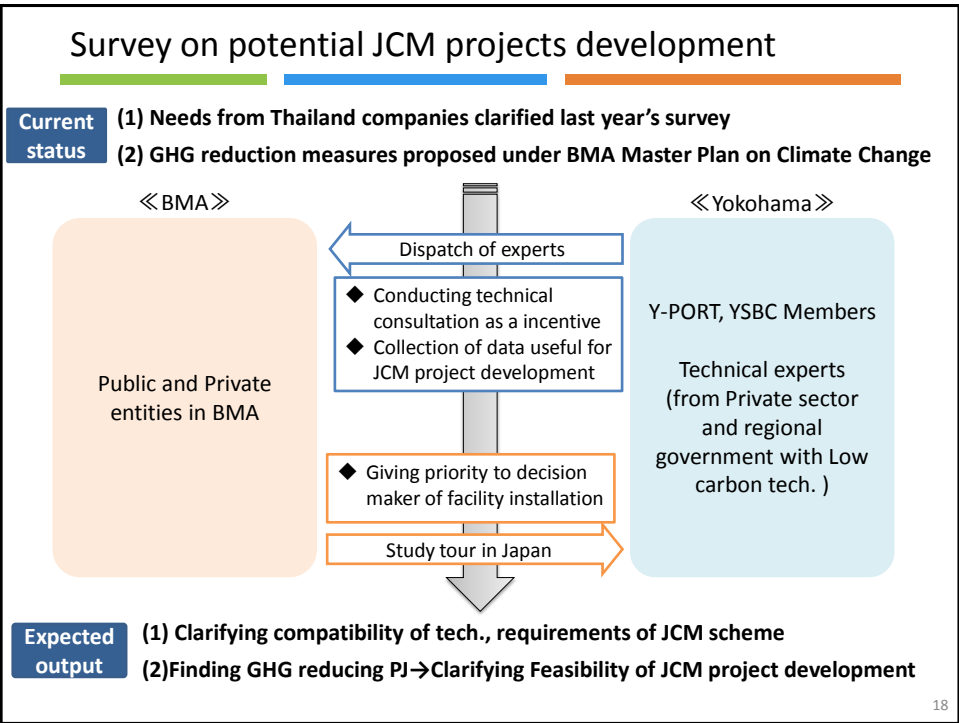 Survey on potential JCM projects development
Current
status
(1) Needs from Thailand companies clarified last year's survey
(2) GHG reduction measures proposed under BMA Master Plan on Climate Change
≪BMA≫
≪Yokohama≫
Dispatch of experts
◆ Conducting technical
consultation as a incentive
◆ Collection of data useful for
JCM project development
Public and Private
entities in BMA
Y-PORT, YSBC Members
Technical experts
(from Private sector
and regional
government with Low
carbon tech. )
◆ Giving priority to decision
maker of facility installation
Study tour in Japan
Expected
output
(1) Clarifying compatibility of tech., requirements of JCM scheme
(2)Finding GHG reducing PJ→Clarifying Feasibility of JCM project development
18